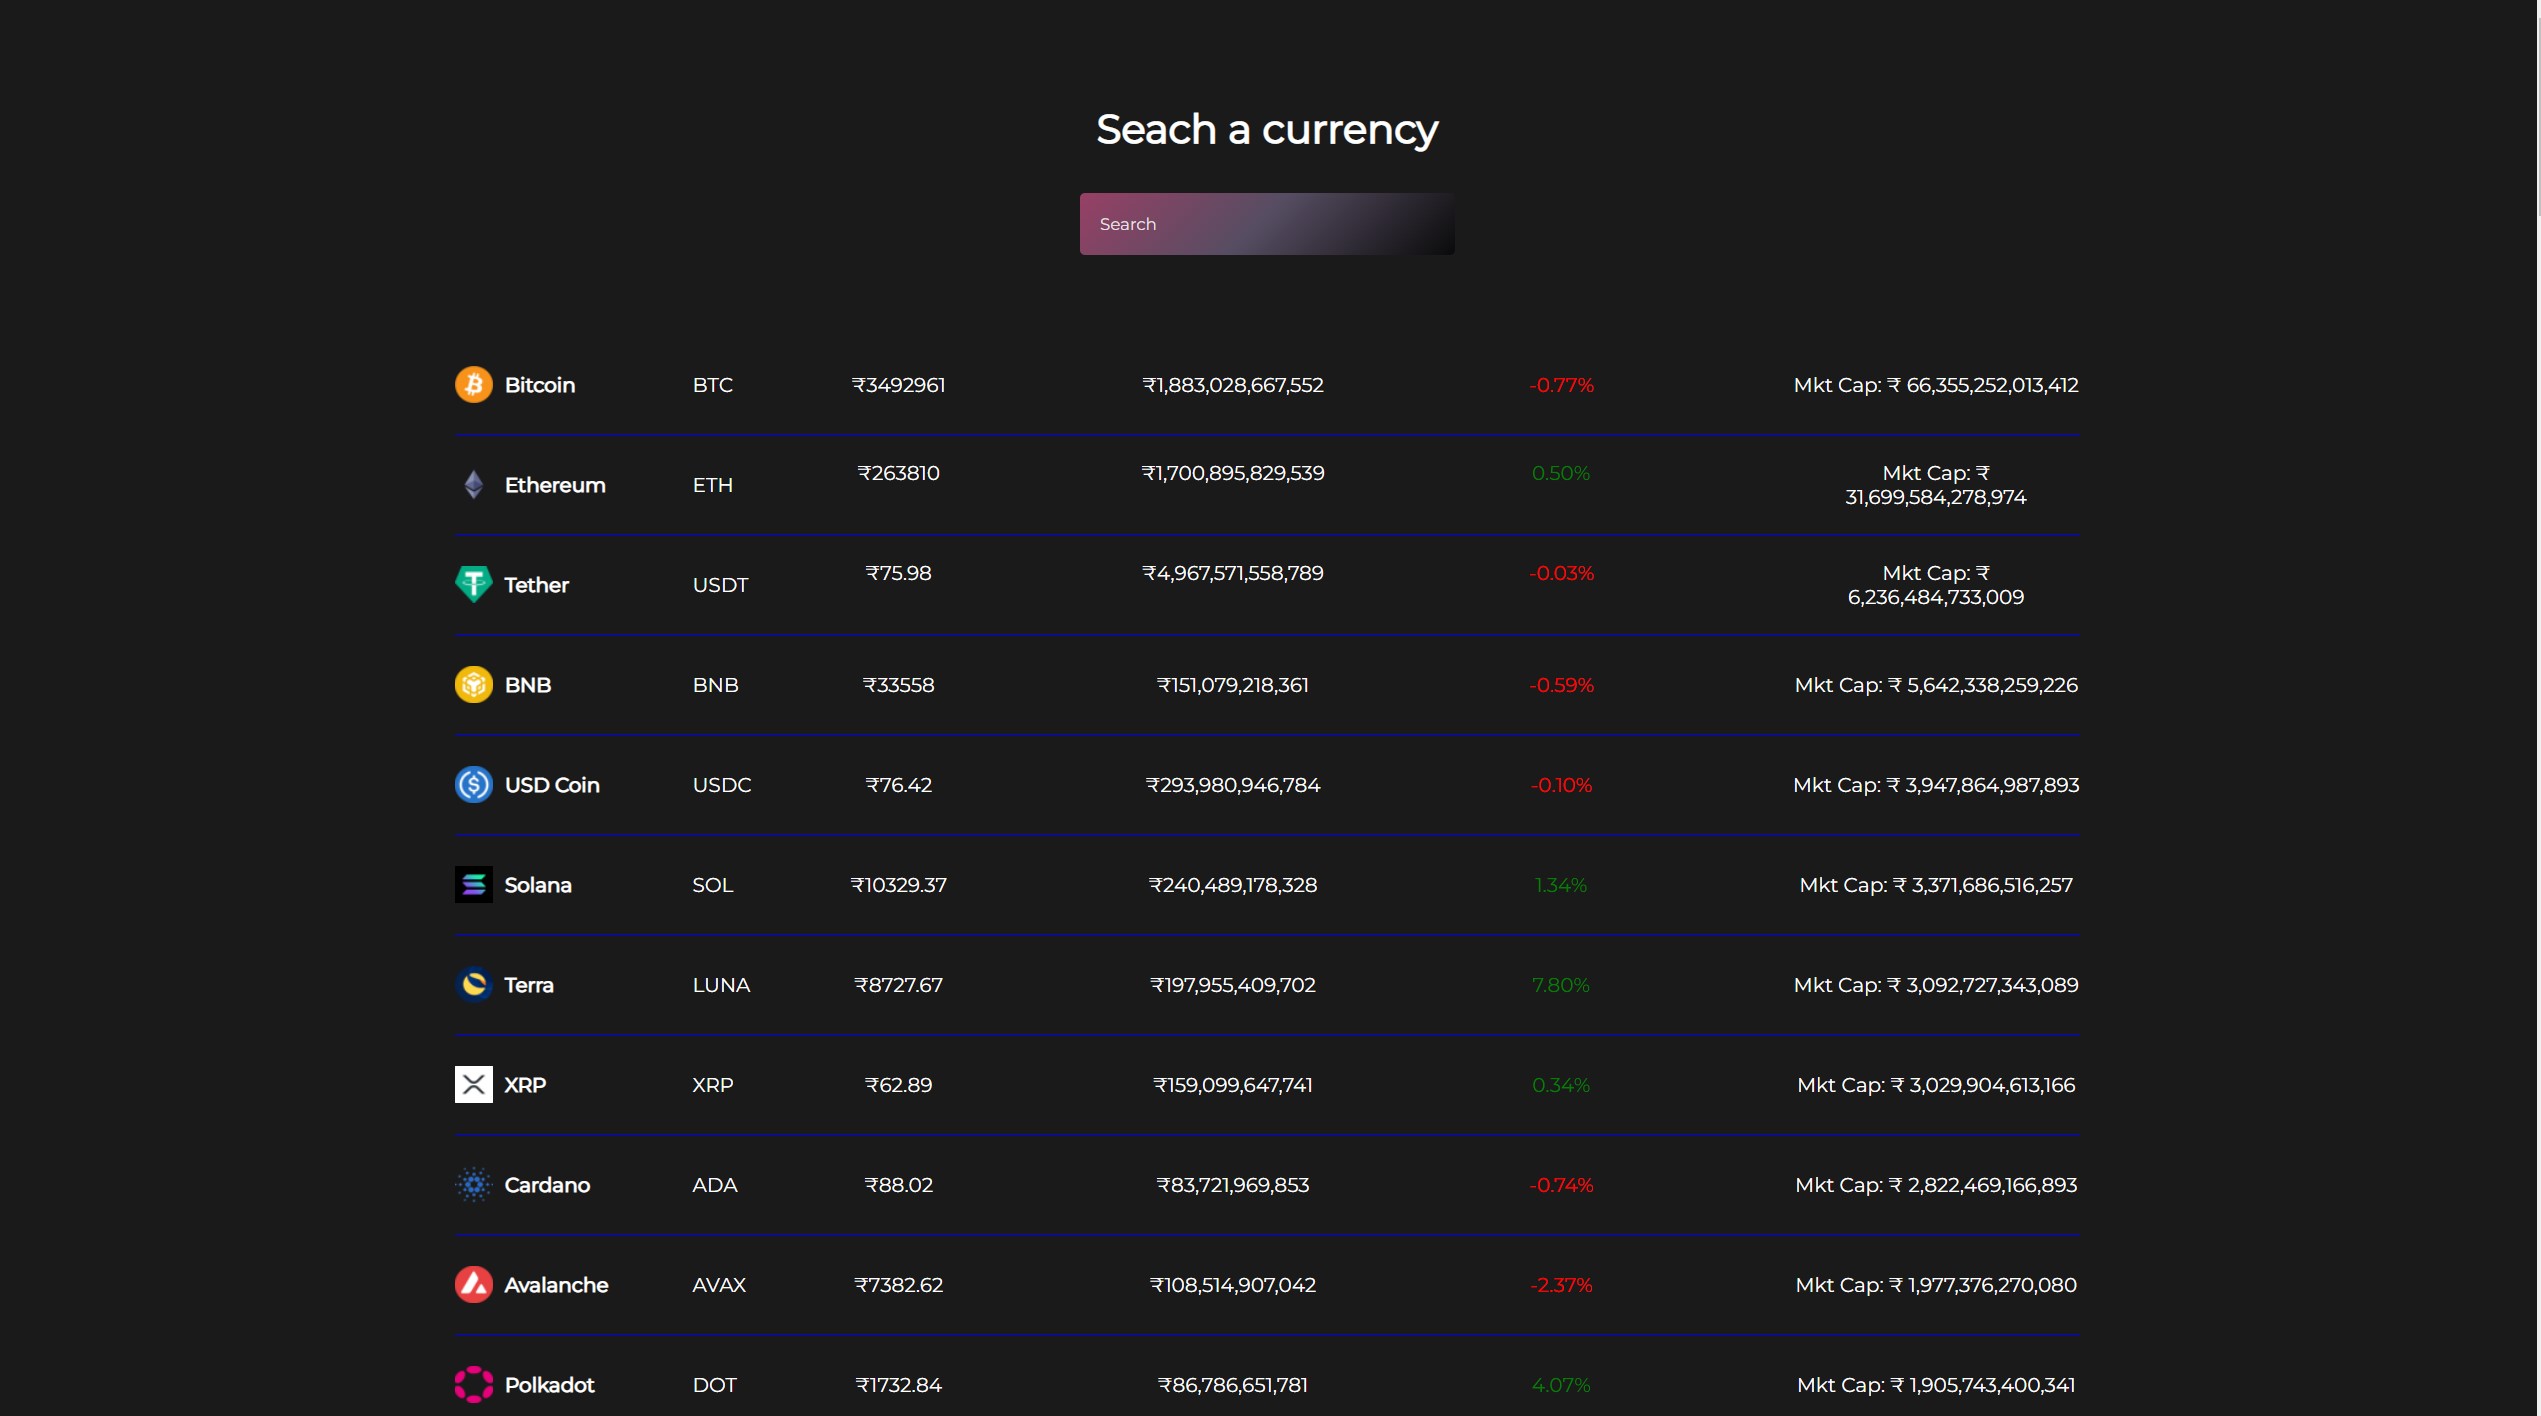 Seach a currency
Search
Bitcoin BTC ₹3492961 ₹1,883,028,667,552 -0.77% Mkt Cap: ₹ 66,355,252,013,412
Ethereum ETH ₹263810 ₹1,700,895,829,539 0.50% Mkt Cap: ₹
31,699,584,278,974
Tether USDT ₹75.98 ₹4,967,571,558,789 -0.03% Mkt Cap: ₹
6,236,484,733,009
BNB BNB ₹33558 ₹151,079,218,361 -0.59% Mkt Cap: ₹ 5,642,338,259,226
USD Coin USDC ₹76.42 ₹293,980,946,784 -0.10% Mkt Cap: ₹ 3,947,864,987,893
Solana SOL ₹10329.37 ₹240,489,178,328 1.34% Mkt Cap: ₹ 3,371,686,516,257
Terra LUNA ₹8727.67 ₹197,955,409,702 7.80% Mkt Cap: ₹ 3,092,727,343,089
XRP XRP ₹62.89 ₹159,099,647,741 0.34% Mkt Cap: ₹ 3,029,904,613,166
Cardano ADA ₹88.02 ₹83,721,969,853 -0.74% Mkt Cap: ₹ 2,822,469,166,893
Avalanche AVAX ₹7382.62 ₹108,514,907,042 -2.37% Mkt Cap: ₹ 1,977,376,270,080
Polkadot DOT ₹1732.84 ₹86,786,651,781 4.07% Mkt Cap: ₹ 1,905,743,400,341